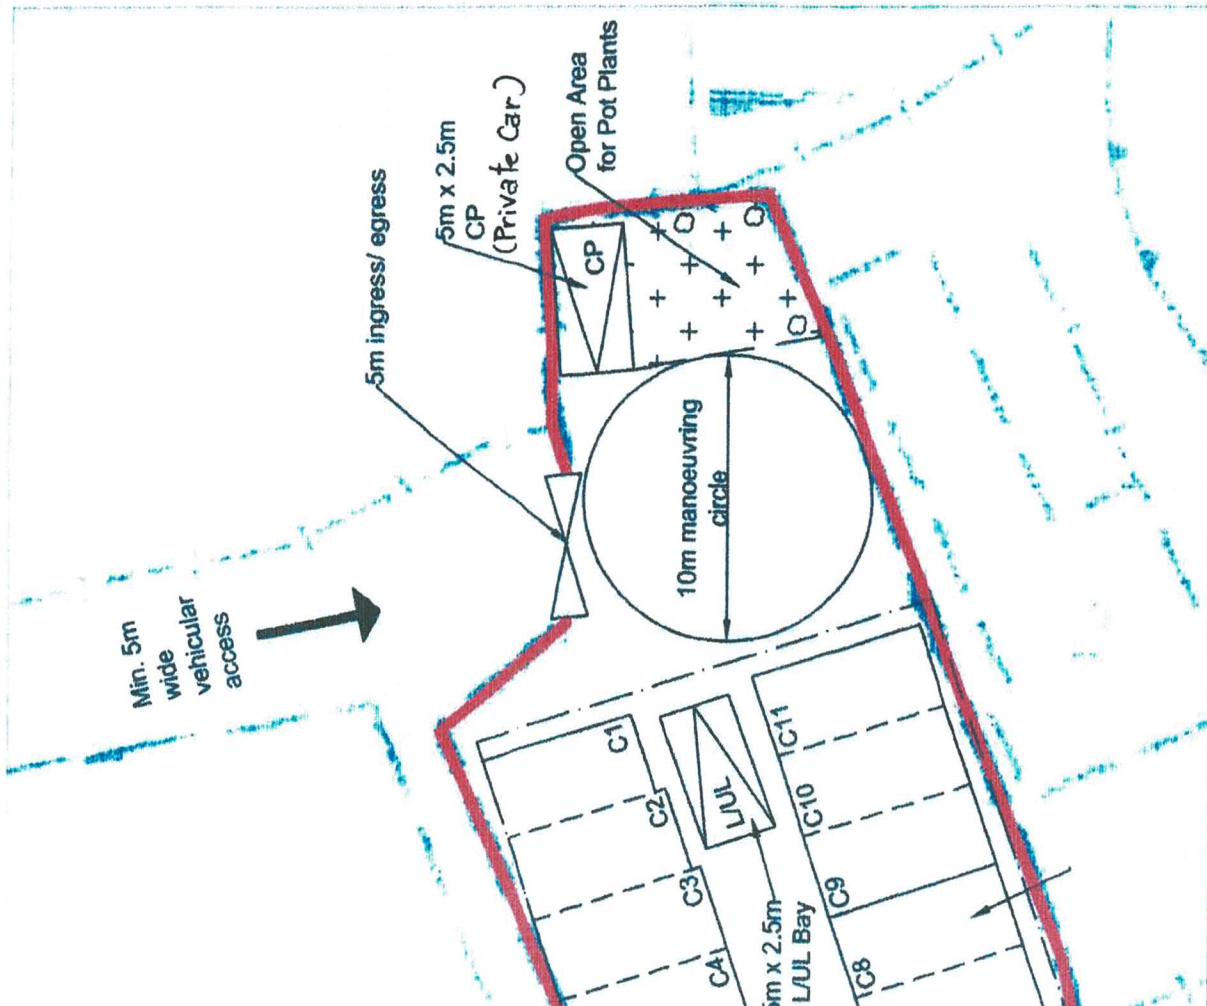 Min. 5m
wide
vehicular
access
5m ingress/ egress
5m x 2.5m
CP
(Private Car)
Open Area
for Pot Plants
CP
10m manoeuvring
circle
C1
C2
C3
C4
L/UL
C11
C10
C9
C8
5m x 2.5m
L/UL Bay